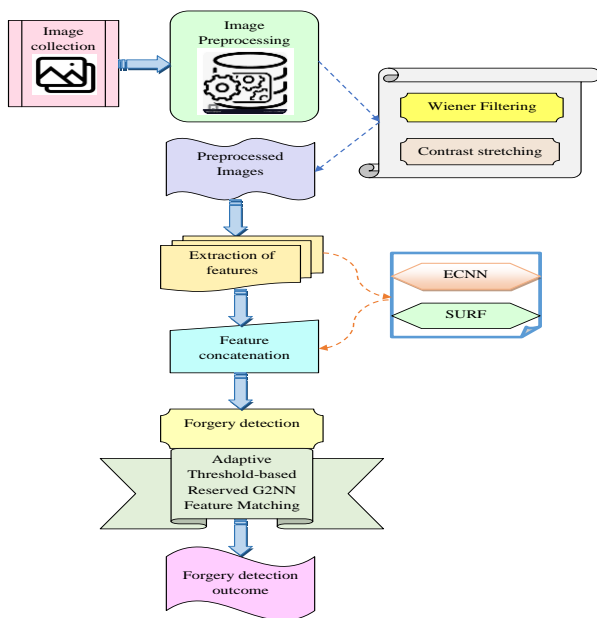 Image
collection
Image
Preprocessing
Wiener Filtering
Contrast stretching
Preprocessed
Images
Extraction of
features
ECNN
SURF
Feature
concatenation
Forgery detection
Adaptive
Threshold-based
Reserved G2NN
Feature Matching
Forgery detection
outcome